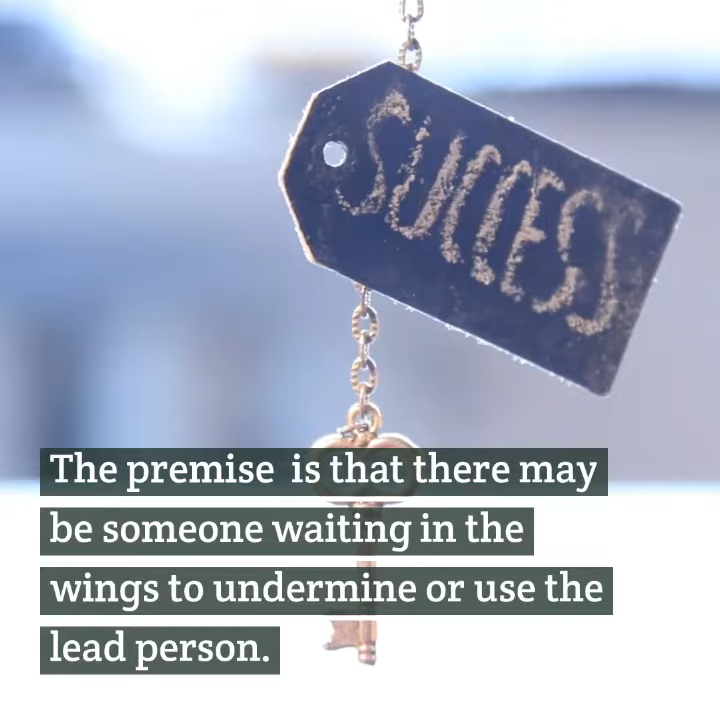 SUCCESS
The premise  is that there may
be someone waiting in the
wings to undermine or use the
lead person.